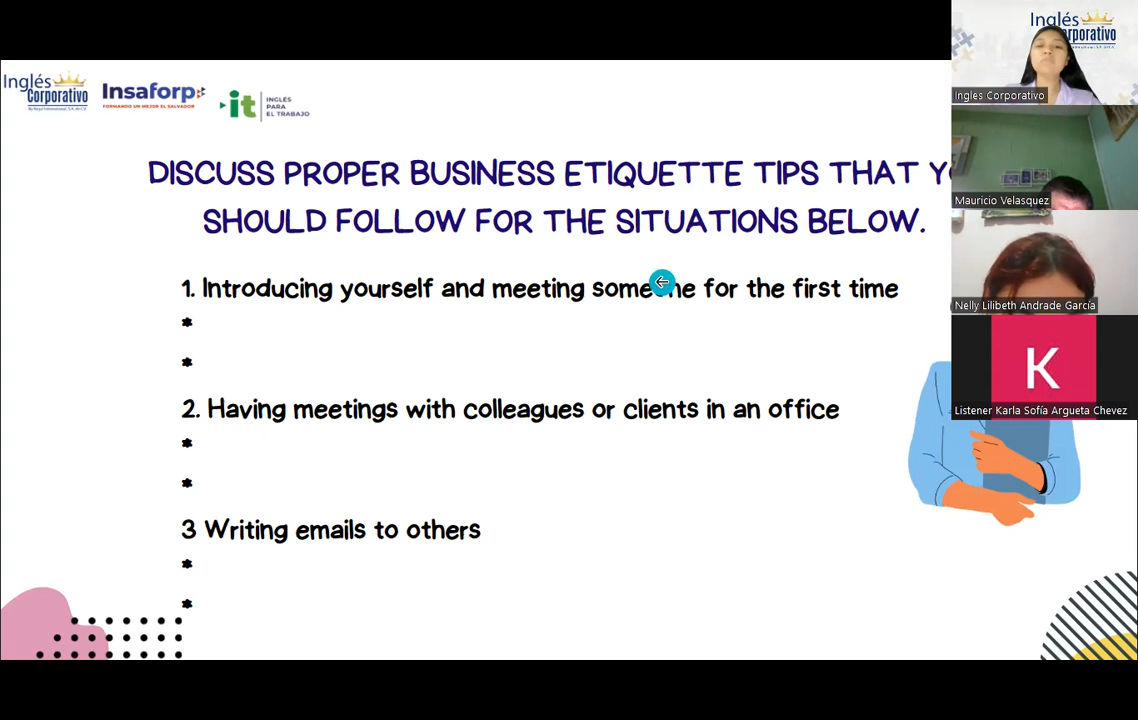 Inglés
Corporativo
Insaforp
FORMANDO UN MEJOR EL SALVADOR
it
INGLÉS
PARA
EL TRABAJO
DISCUSS PROPER BUSINESS ETIQUETTE TIPS THAT
SHOULD FOLLOW FOR THE SITUATIONS BELOW.
1. Introducing yourself and meeting someone for the first time
*
*
2. Having meetings with colleagues or clients in an office
*
*
3 Writing emails to others
*
*
Inglés
Ingles Corporativo
Mauricio Velasquez
Nelly Lilibeth Andrade García
K
Listener Karla Sofía Argueta Chevez